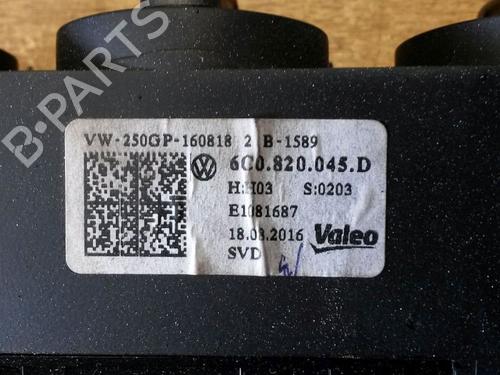 VW-250GP-160818 2 B-1589
6C0.820.045.D
H:H03 S:0203
E1081687
18.08.2016 Valeo
SVD
B-PARTS